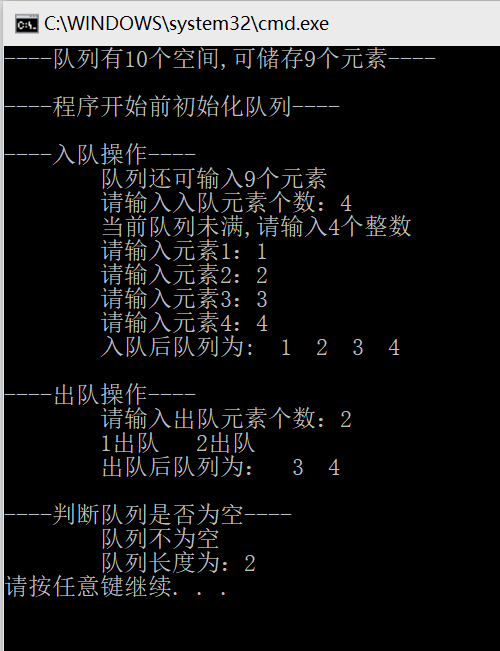 C:\WINDOWS\system32\cmd.exe
----队列有10个空间,可储存9个元素----
----程序开始前初始化队列----
----入队操作----
队列还可输入9个元素
请输入入队元素个数：4
当前队列未满,请输入4个整数
请输入元素1：1
请输入元素2：2
请输入元素3：3
请输入元素4：4
入队后队列为:  1  2  3  4
----出队操作----
请输入出队元素个数：2
1出队   2出队
出队后队列为：  3  4
----判断队列是否为空----
队列不为空
队列长度为：2
请按任意键继续. . .